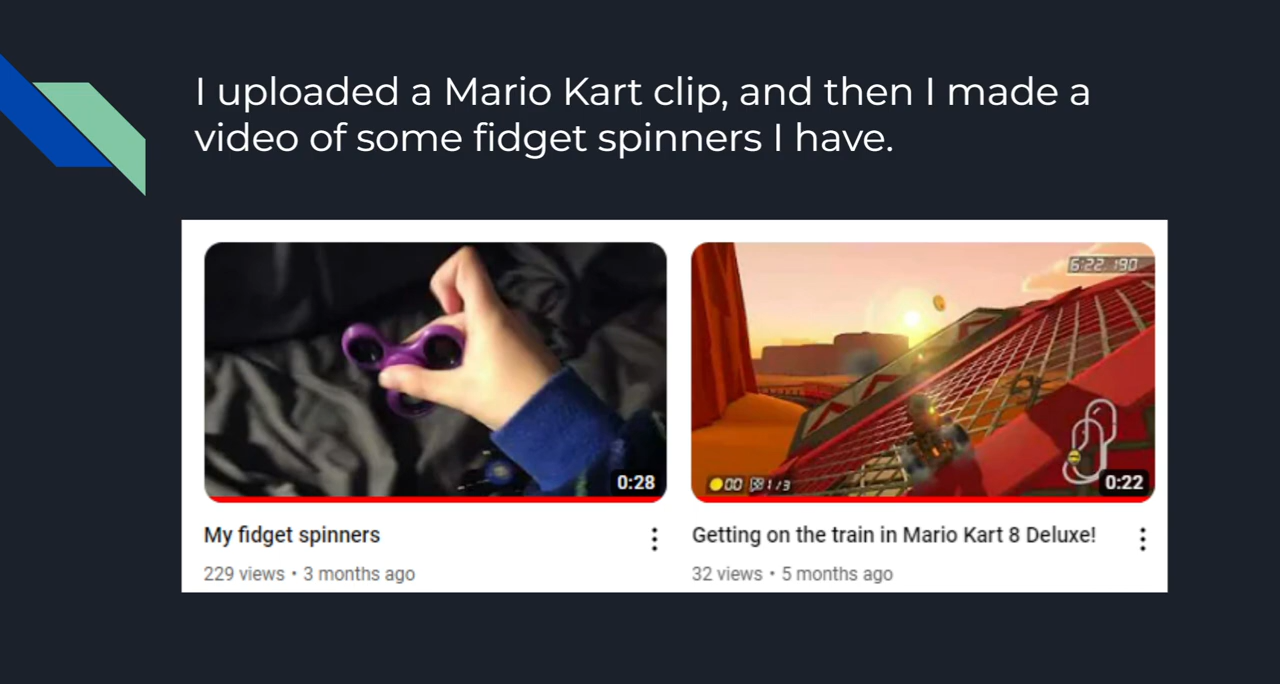 I uploaded a Mario Kart clip, and then I made a
video of some fidget spinners I have.
0:28
My fidget spinners
229 views • 3 months ago
6:22.190
00 1/3
0:22
Getting on the train in Mario Kart 8 Deluxe!
32 views • 5 months ago